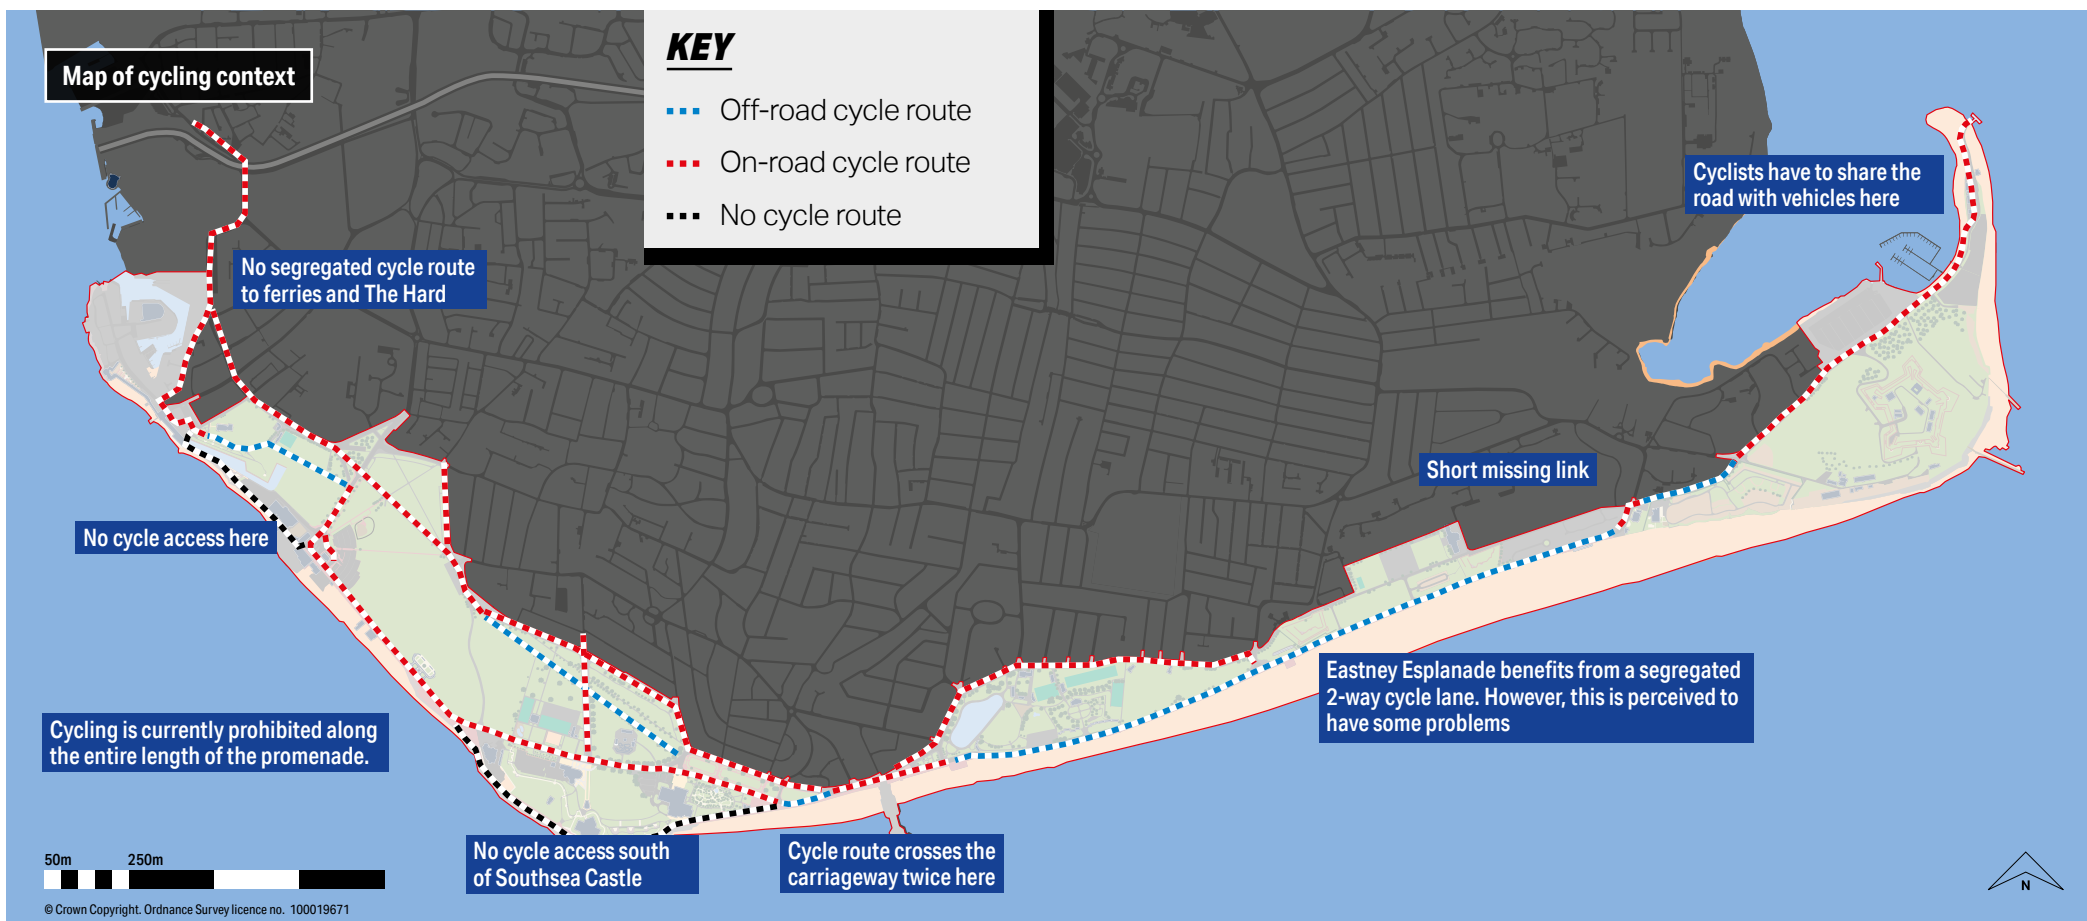 Map of cycling context
KEY
Off-road cycle route
On-road cycle route
No cycle route
Cyclists have to share the
road with vehicles here
No segregated cycle route
to ferries and The Hard
Short missing link
No cycle access here
Eastney Esplanade benefits from a segregated
2-way cycle lane. However, this is perceived to
have some problems
Cycling is currently prohibited along
the entire length of the promenade.
No cycle access south
of Southsea Castle
Cycle route crosses the
carriageway twice here
50m 250m
© Crown Copyright. Ordnance Survey licence no. 100019671
N